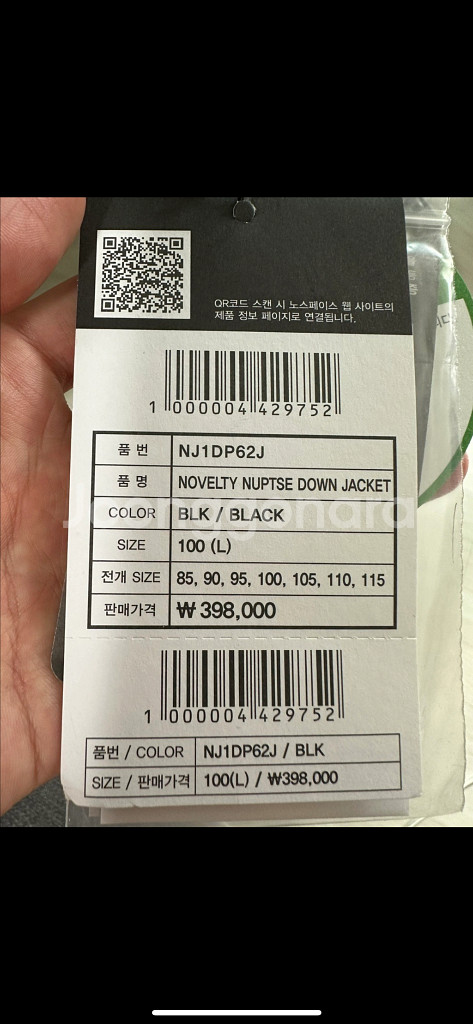 QR코드 스캔 시 노스페이스 웹 사이트의
제품 정보 페이지로 연결됩니다.
1 000004 429752
품 번 NJ1DP62J
품 명 NOVELTY NUPTSE DOWN JACKET
COLOR BLK / BLACK
Joonggonara
SIZE 100 (L)
전개 SIZE 85, 90, 95, 100, 105, 110, 115
판매가격 ₩ 398,000
1 000004 429752
품번 / COLOR NJ1DP62J / BLK
SIZE / 판매가격 100(L) / ₩398,000